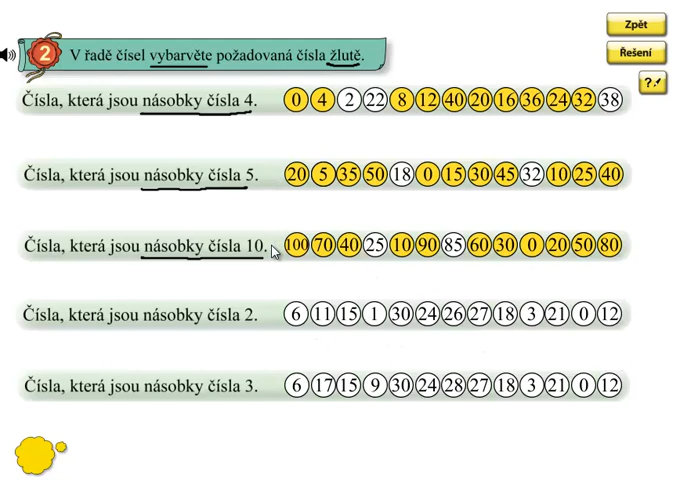 Zpět
Řešení
?
2 V řadě čísel vybarvěte požadovaná čísla žlutě.
Čísla, která jsou násobky čísla 4. 0 4 2 22 8 12 40 20 16 36 24 32 38
Čísla, která jsou násobky čísla 5. 20 5 35 50 18 0 15 30 45 32 10 25 40
Čísla, která jsou násobky čísla 10. 100 70 40 25 10 90 85 60 30 0 20 50 80
Čísla, která jsou násobky čísla 2. 6 11 15 1 30 24 26 27 18 3 21 0 12
Čísla, která jsou násobky čísla 3. 6 17 15 9 30 24 28 27 18 3 21 0 12